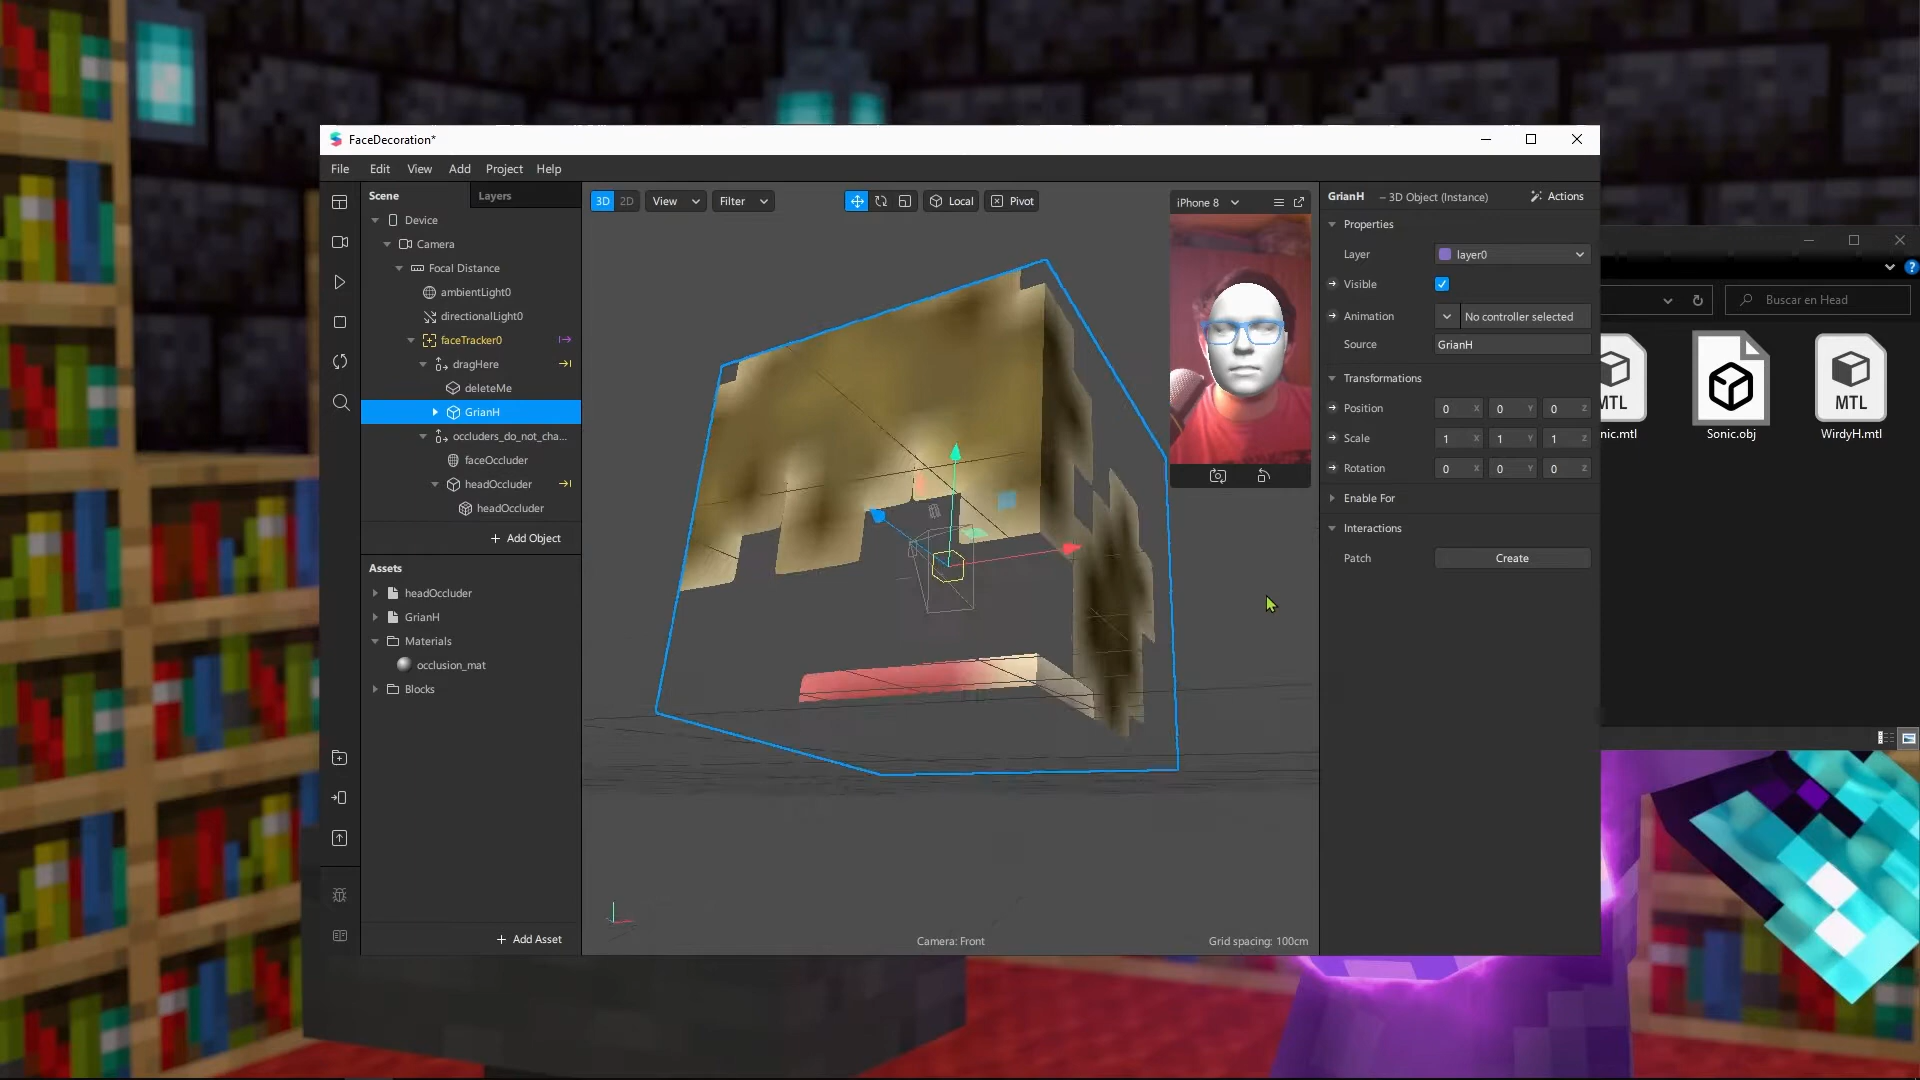 FaceDecoration*
File Edit View Add Project Help
Scene Layers
Device
Camera
Focal Distance
ambientLight0
directionalLight0
faceTracker0
dragHere
deleteMe
GrianH
occluders_do_not_cha...
faceOccluder
headOccluder
headOccluder
+ Add Object
Assets
headOccluder
GrianH
Materials
occlusion_mat
Blocks
+ Add Asset
3D 2D View Filter Local Pivot
iPhone 8
Camera: Front
Grid spacing: 100cm
GrianH – 3D Object (Instance) Actions
Properties
Layer layer0
Visible
Animation No controller selected
Source GrianH
Transformations
Position 0 X 0 Y 0 Z
Scale 1 X 1 Y 1 Z
Rotation 0 X 0 Y 0 Z
Enable For
Interactions
Patch Create
Buscar en Head
MTL
MTL
nic.mtl
Sonic.obj
WirdyH.mtl